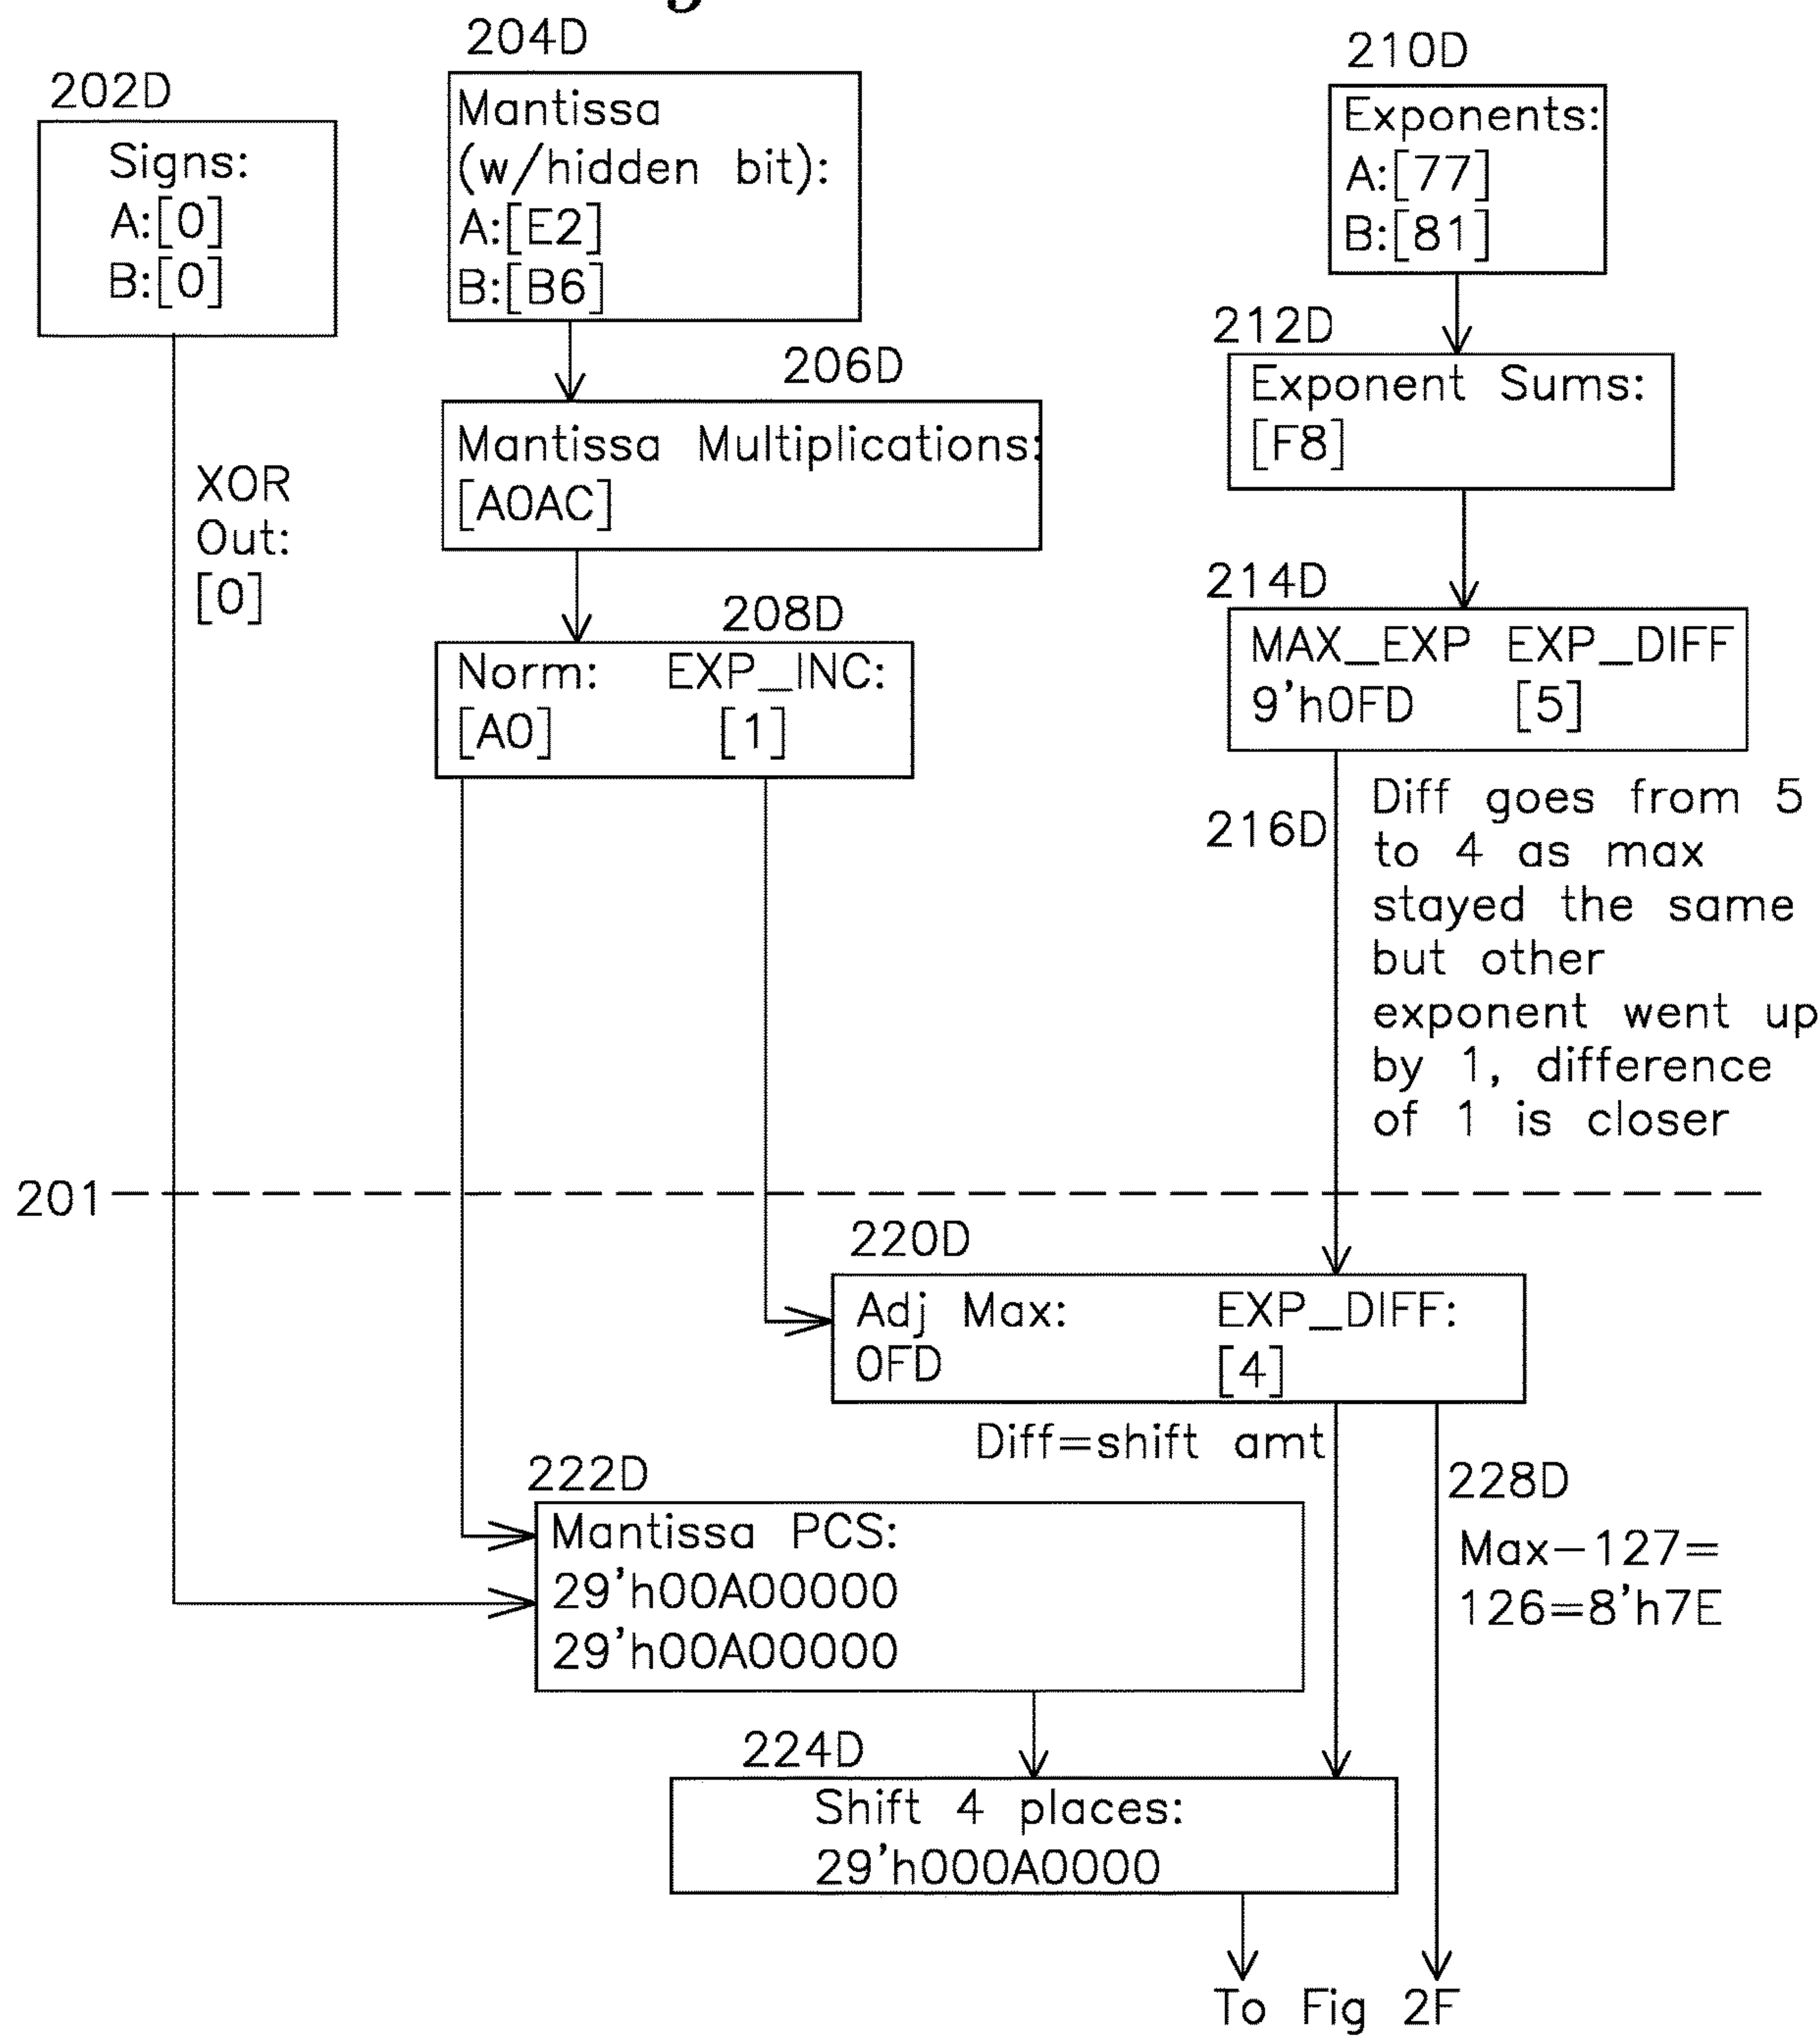 204D
210D
202D
Mantissa
(w/hidden bit):
A:[E2]
B:[B6]
Exponents:
A:[77]
B:[81]
Signs:
A:[0]
B:[0]
212D
206D
Exponent Sums:
[F8]
Mantissa Multiplications:
[A0AC]
XOR
Out:
[0]
214D
208D
MAX_EXP EXP_DIFF
9'h0FD [5]
Norm: EXP_INC:
[A0] [1]
216D
Diff goes from 5
to 4 as max
stayed the same
but other
exponent went up
by 1, difference
of 1 is closer
201
220D
Adj Max: EXP_DIFF:
0FD [4]
Diff=shift amt
222D
228D
Mantissa PCS:
29'h00A00000
29'h00A00000
Max-127=
126=8'h7E
224D
Shift 4 places:
29'h000A0000
To Fig 2F